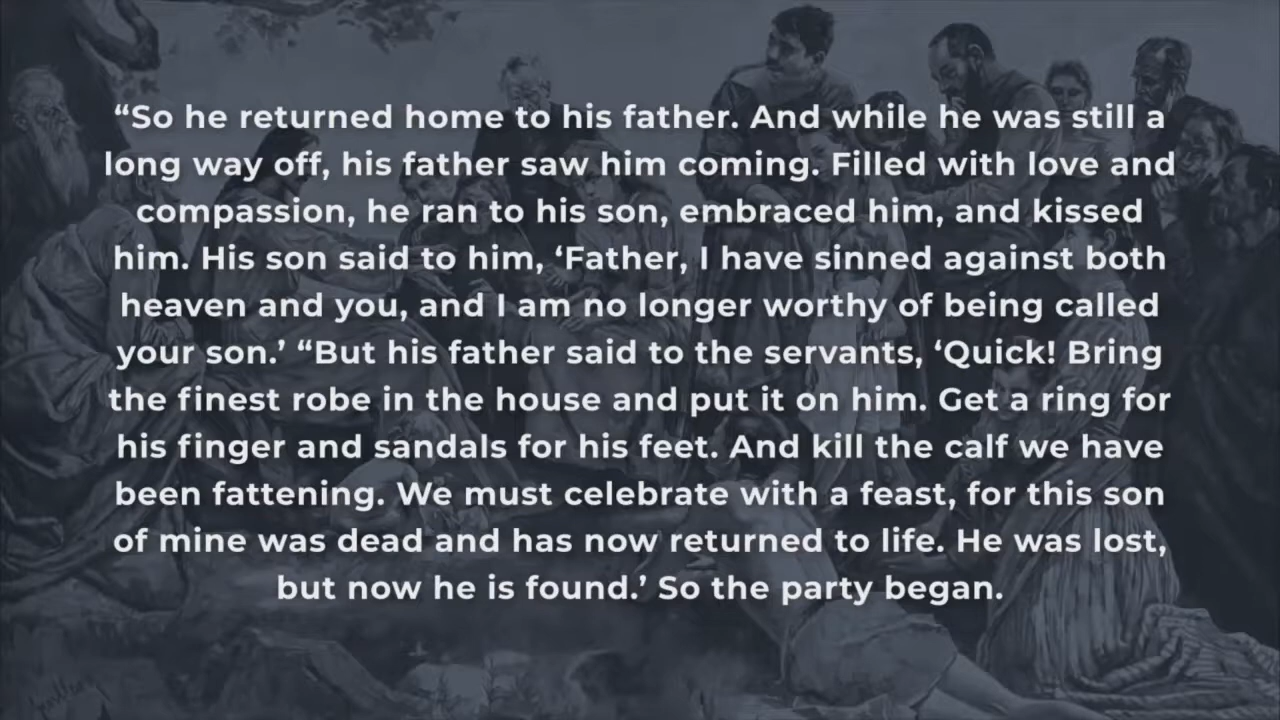 “So he returned home to his father. And while he was still a
long way off, his father saw him coming. Filled with love and
compassion, he ran to his son, embraced him, and kissed
him. His son said to him, ‘Father, I have sinned against both
heaven and you, and I am no longer worthy of being called
your son.’ “But his father said to the servants, ‘Quick! Bring
the finest robe in the house and put it on him. Get a ring for
his finger and sandals for his feet. And kill the calf we have
been fattening. We must celebrate with a feast, for this son
of mine was dead and has now returned to life. He was lost,
but now he is found.’ So the party began.